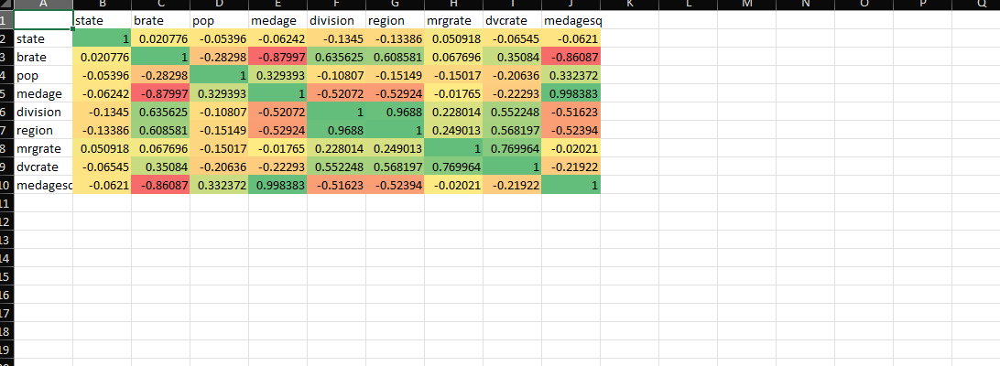 A B C D E F G H I J K L M N O P Q
1 state brate pop medage division region mrgrate dvcrate medagesq
2 state 1 0.020776 -0.05396 -0.06242 -0.1345 -0.13386 0.050918 -0.06545 -0.0621
3 brate 0.020776 1 -0.28298 -0.87997 0.635625 0.608581 0.067696 0.35084 -0.86087
4 pop -0.05396 -0.28298 1 0.329393 -0.10807 -0.15149 -0.15017 -0.20636 0.332372
5 medage -0.06242 -0.87997 0.329393 1 -0.52072 -0.52924 -0.01765 -0.22293 0.998383
6 division -0.1345 0.635625 -0.10807 -0.52072 1 0.9688 0.228014 0.552248 -0.51623
7 region -0.13386 0.608581 -0.15149 -0.52924 0.9688 1 0.249013 0.568197 -0.52394
8 mrgrate 0.050918 0.067696 -0.15017 -0.01765 0.228014 0.249013 1 0.769964 -0.02021
9 dvcrate -0.06545 0.35084 -0.20636 -0.22293 0.552248 0.568197 0.769964 1 -0.21922
10 medagesq -0.0621 -0.86087 0.332372 0.998383 -0.51623 -0.52394 -0.02021 -0.21922 1
11
12
13
14
15
16
17
18
19